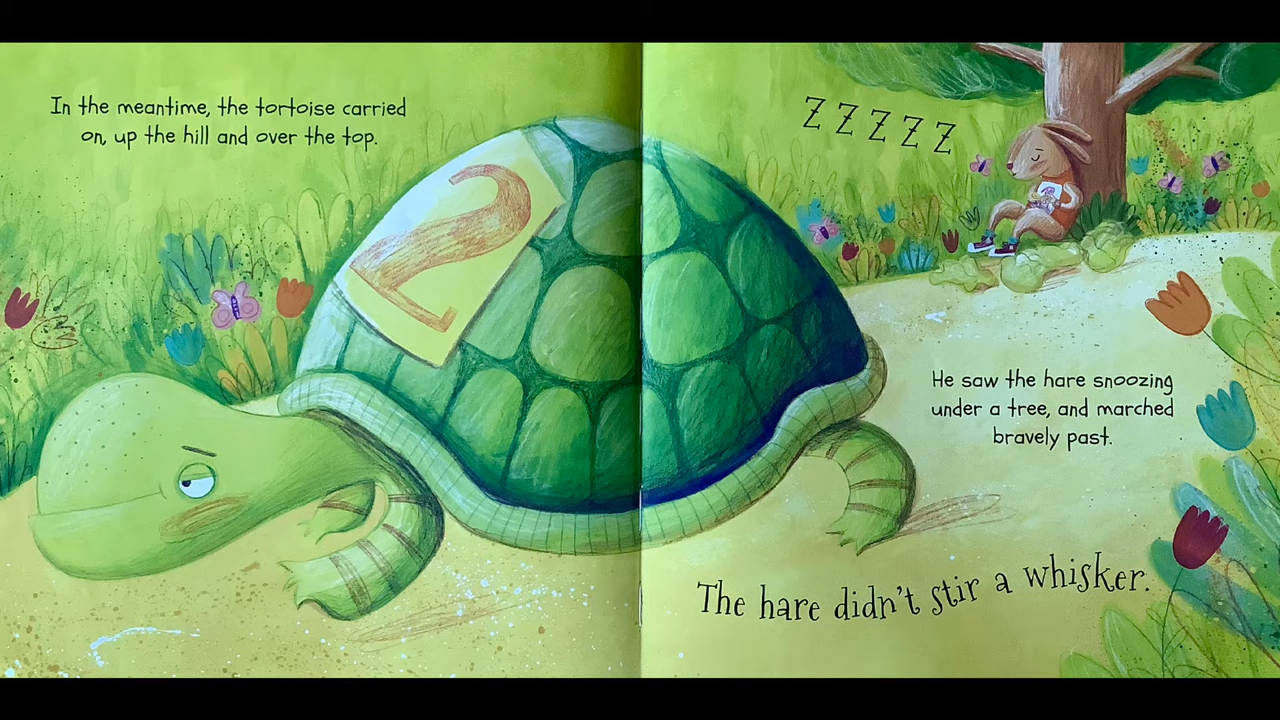 In the meantime, the tortoise carried
on, up the hill and over the top.
2
Z Z Z Z Z
He saw the hare snoozing
under a tree, and marched
bravely past.
The hare didn't stir a whisker.